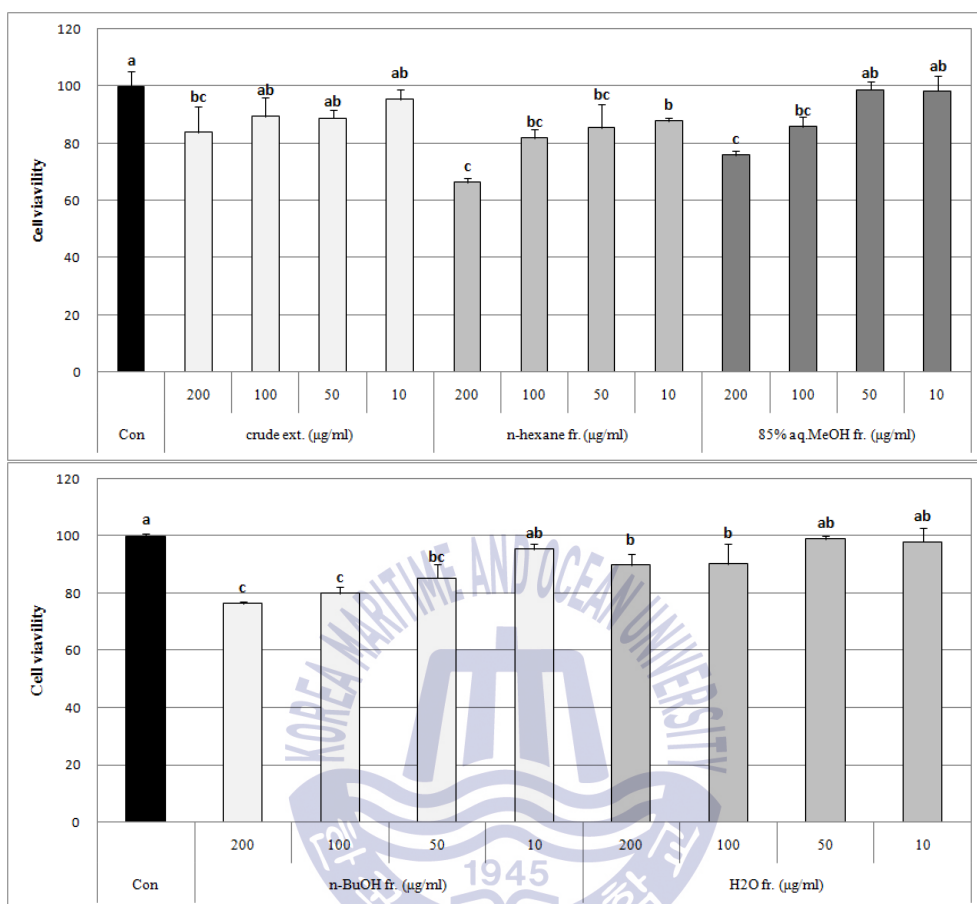 120
100
80
60
40
20
0
Cell viavility
a
bc
ab
ab
ab
c
bc
bc
b
c
bc
ab
ab
200 100 50 10 200 100 50 10 200 100 50 10
Con crude ext. (µg/ml) n-hexane fr. (µg/ml) 85% aq.MeOH fr. (µg/ml)
120
100
80
60
40
20
0
Cell viavility
a
c
c
bc
ab
b
b
ab
ab
200 100 50 10 200 100 50 10
Con n-BuOH fr. (µg/ml) H2O fr. (µg/ml)
KOREA MARITIME AND OCEAN UNIVERSITY
1945